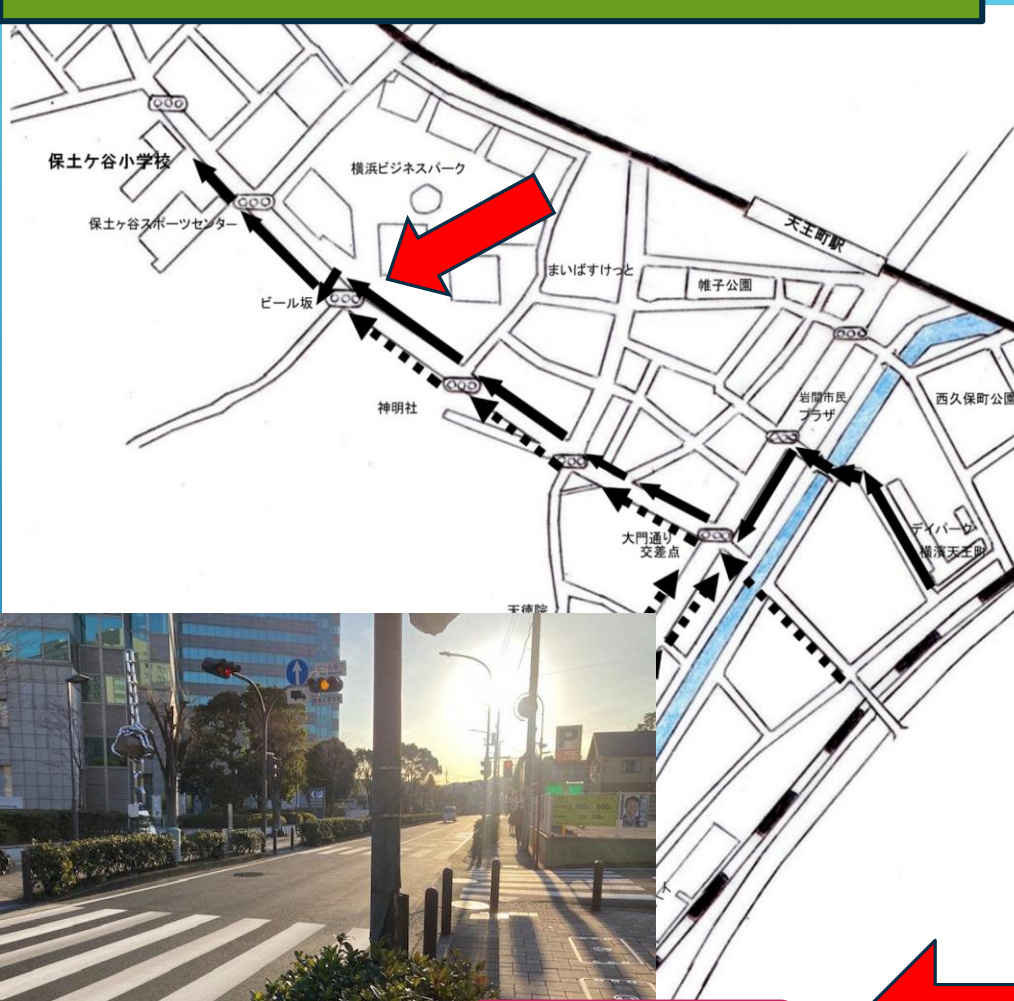 保土ケ谷小学校
横浜ビジネスパーク
保土ヶ谷スポーツセンター
天王町駅
まいばすけっと
帷子公園
ビール坂
岩間市民
プラザ
西久保町公園
神明社
デイパーク
横濱天王町
大門通り
交差点
天徳院
P